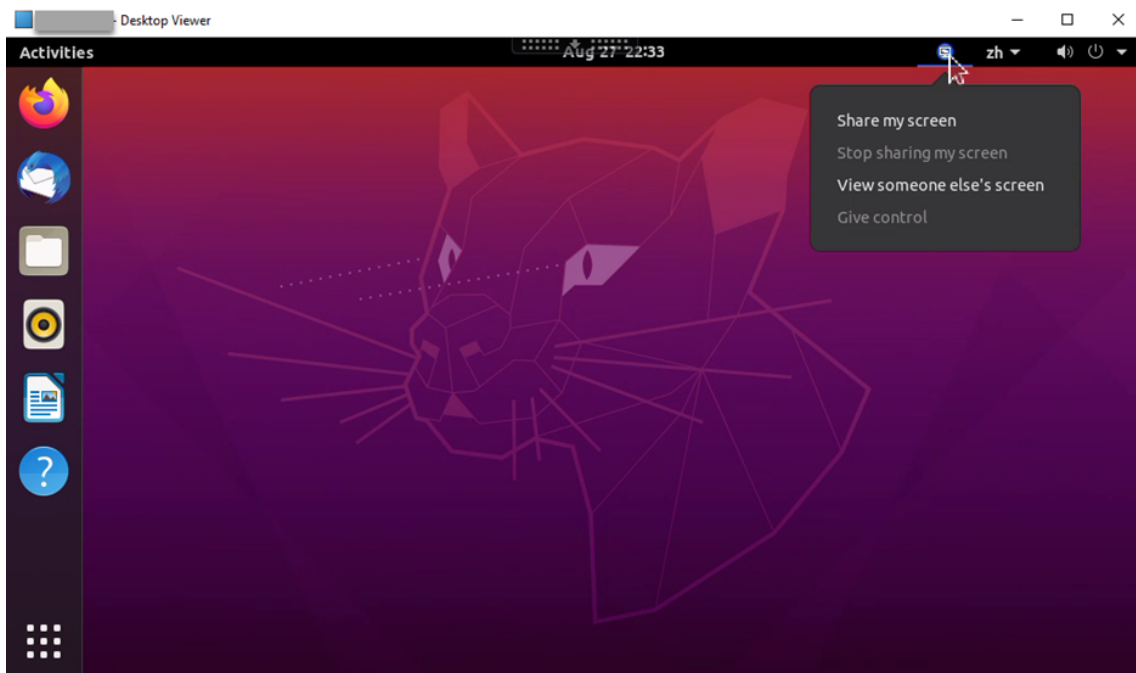 - Desktop Viewer
Activities
Aug 27 22:33
zh
Share my screen
Stop sharing my screen
View someone else's screen
Give control
?